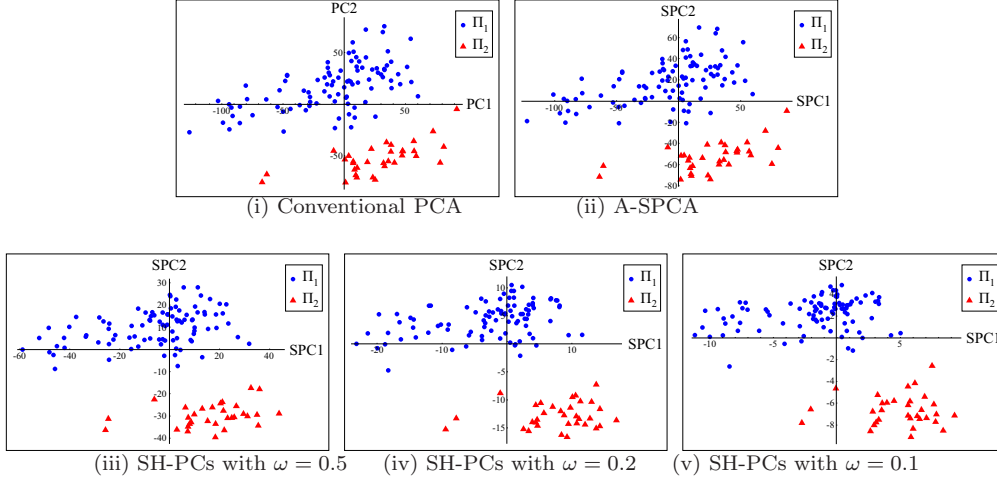 PC2
Π₁
Π₂
50
PC1
-100
-50
50
-50
(i) Conventional PCA
SPC2
Π₁
Π₂
60
40
20
SPC1
-100
-50
50
-20
-40
-60
-80
(ii) A-SPCA
SPC2
Π₁
Π₂
30
20
10
SPC1
-60
-40
-20
20
40
-10
-20
-30
-40
(iii) SH-PCs with ω = 0.5
SPC2
Π₁
Π₂
10
5
SPC1
-20
-10
10
-5
-10
-15
(iv) SH-PCs with ω = 0.2
SPC2
Π₁
Π₂
4
2
SPC1
-10
-5
5
-2
-4
-6
-8
(v) SH-PCs with ω = 0.1